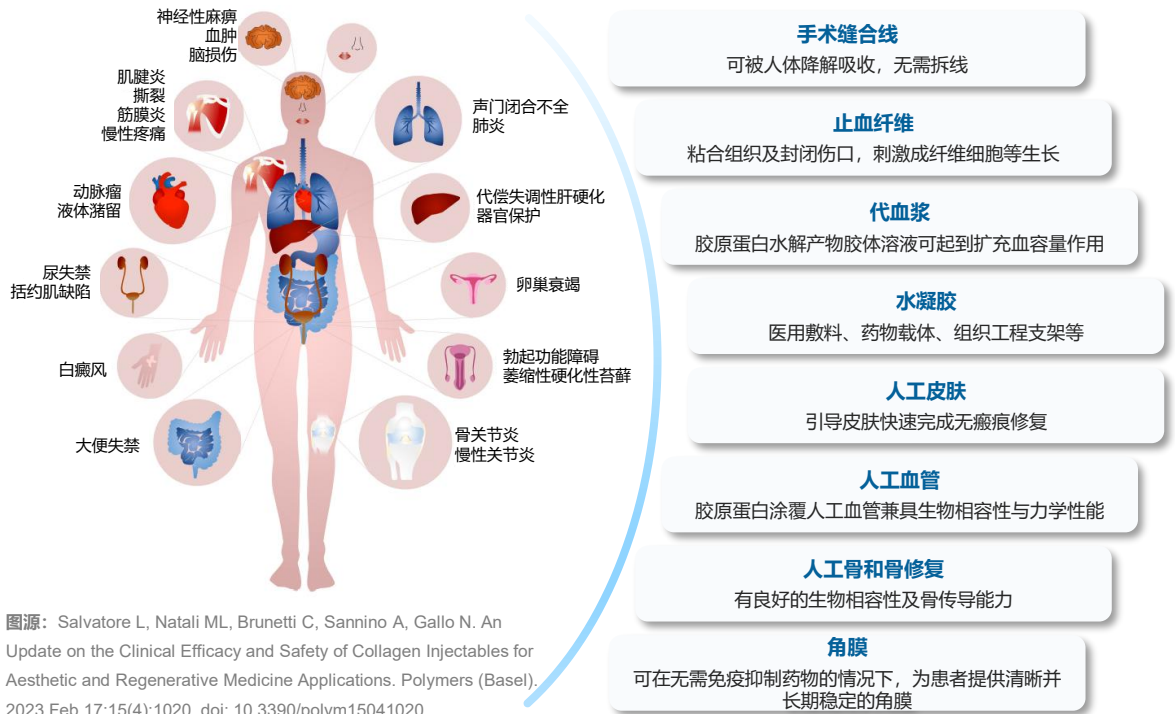 神经性麻痹
血肿
脑损伤
肌腱炎
撕裂
筋膜炎
慢性疼痛
动脉瘤
液体潴留
尿失禁
括约肌缺陷
白癜风
大便失禁
声门闭合不全
肺炎
代偿失调性肝硬化
器官保护
卵巢衰竭
勃起功能障碍
萎缩性硬化性苔藓
骨关节炎
慢性关节炎
图源：Salvatore L, Natali ML, Brunetti C, Sannino A, Gallo N. An
Update on the Clinical Efficacy and Safety of Collagen Injectables for
Aesthetic and Regenerative Medicine Applications. Polymers (Basel).
2023 Feb 17;15(4):1020. doi: 10.3390/polym15041020
手术缝合线
可被人体降解吸收，无需拆线
止血纤维
粘合组织及封闭伤口，刺激成纤维细胞等生长
代血浆
胶原蛋白水解产物胶体溶液可起到扩充血容量作用
水凝胶
医用敷料、药物载体、组织工程支架等
人工皮肤
引导皮肤快速完成无瘢痕修复
人工血管
胶原蛋白涂覆人工血管兼具生物相容性与力学性能
人工骨和骨修复
有良好的生物相容性及骨传导能力
角膜
可在无需免疫抑制药物的情况下，为患者提供清晰并
长期稳定的角膜